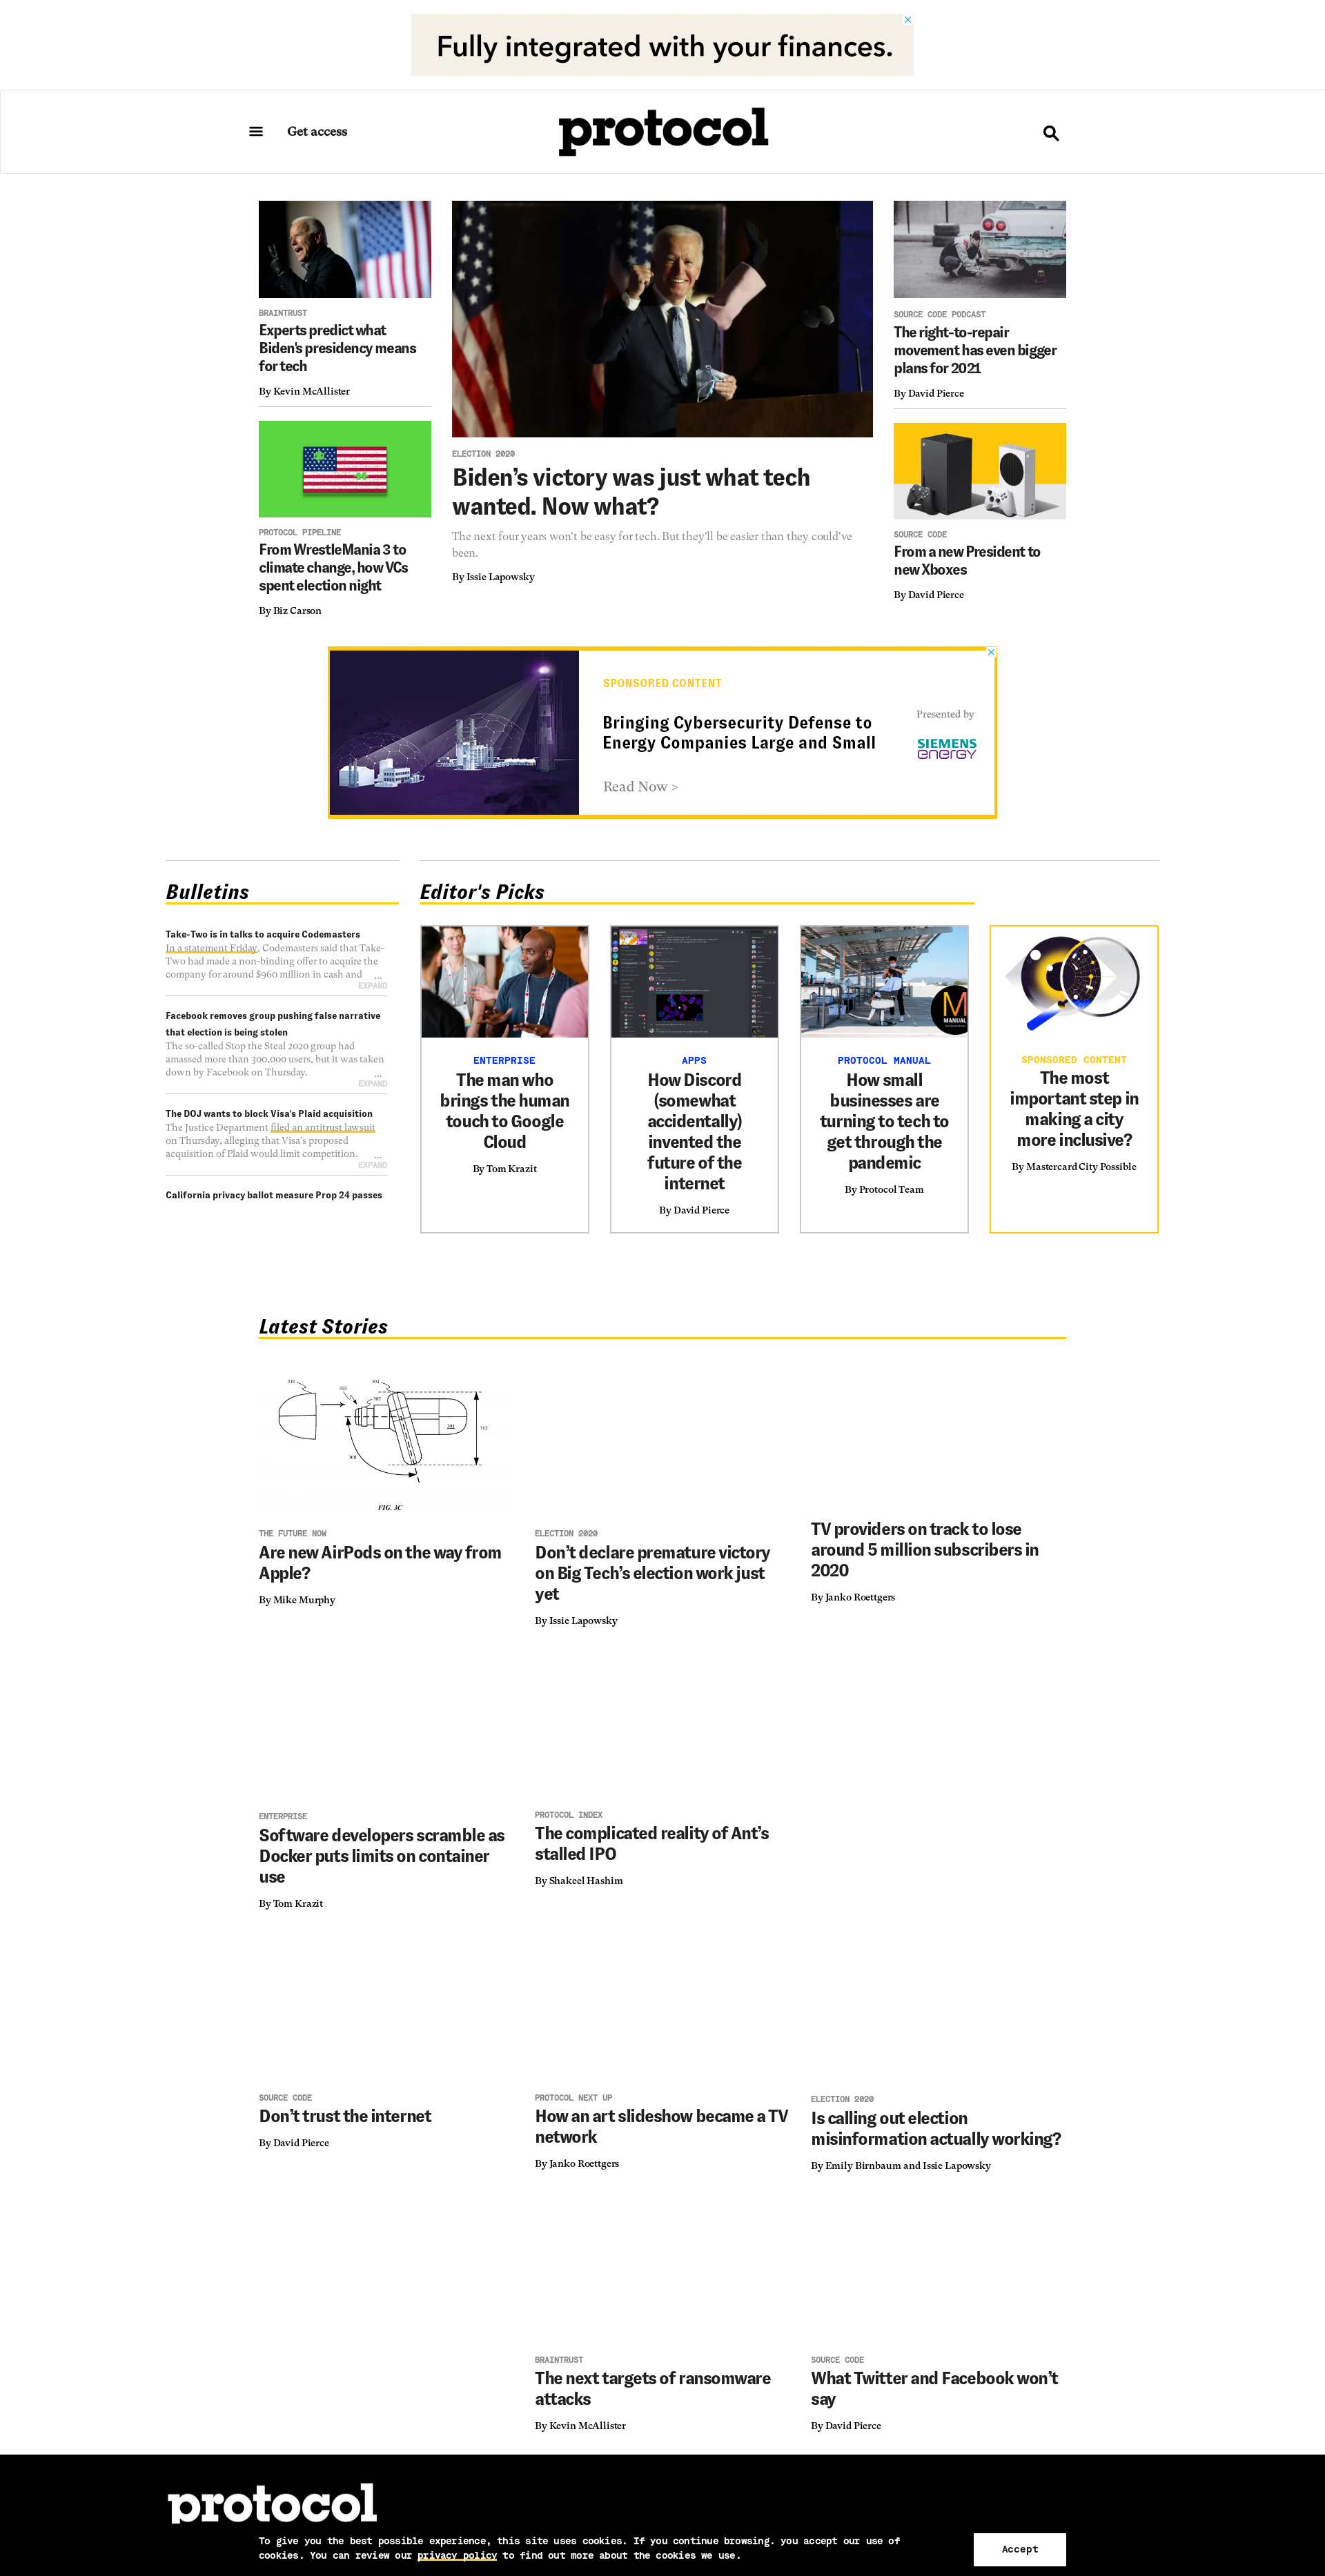 Fully integrated with your finances.
Get access
protocol
BRAINTRUST
Experts predict what
Biden's presidency means
for tech
By Kevin McAllister
PROTOCOL PIPELINE
From WrestleMania 3 to
climate change, how VCs
spent election night
By Biz Carson
ELECTION 2020
Biden’s victory was just what tech
wanted. Now what?
The next four years won't be easy for tech. But they'll be easier than they could've
been.
By Issie Lapowsky
SOURCE CODE PODCAST
The right-to-repair
movement has even bigger
plans for 2021
By David Pierce
SOURCE CODE
From a new President to
new Xboxes
By David Pierce
SPONSORED CONTENT
Bringing Cybersecurity Defense to
Energy Companies Large and Small
Read Now >
Presented by
SIEMENS
energy
Bulletins
Take-Two is in talks to acquire Codemasters
In a statement Friday, Codemasters said that Take-
Two had made a non-binding offer to acquire the
company for around $960 million in cash and ...
EXPAND
Facebook removes group pushing false narrative
that election is being stolen
The so-called Stop the Steal 2020 group had
amassed more than 300,000 users, but it was taken
down by Facebook on Thursday. ...
EXPAND
The DOJ wants to block Visa's Plaid acquisition
The Justice Department filed an antitrust lawsuit
on Thursday, alleging that Visa's proposed
acquisition of Plaid would limit competition. ...
EXPAND
California privacy ballot measure Prop 24 passes
Editor's Picks
ENTERPRISE
The man who
brings the human
touch to Google
Cloud
By Tom Krazit
APPS
How Discord
(somewhat
accidentally)
invented the
future of the
internet
By David Pierce
M
MANUAL
PROTOCOL MANUAL
How small
businesses are
turning to tech to
get through the
pandemic
By Protocol Team
SPONSORED CONTENT
The most
important step in
making a city
more inclusive?
By Mastercard City Possible
Latest Stories
310
303
304
302
301
312
308
FIG. 3C
THE FUTURE NOW
Are new AirPods on the way from
Apple?
By Mike Murphy
ELECTION 2020
Don’t declare premature victory
on Big Tech’s election work just
yet
By Issie Lapowsky
TV providers on track to lose
around 5 million subscribers in
2020
By Janko Roettgers
ENTERPRISE
Software developers scramble as
Docker puts limits on container
use
By Tom Krazit
PROTOCOL INDEX
The complicated reality of Ant’s
stalled IPO
By Shakeel Hashim
SOURCE CODE
Don’t trust the internet
By David Pierce
PROTOCOL NEXT UP
How an art slideshow became a TV
network
By Janko Roettgers
ELECTION 2020
Is calling out election
misinformation actually working?
By Emily Birnbaum and Issie Lapowsky
BRAINTRUST
The next targets of ransomware
attacks
By Kevin McAllister
SOURCE CODE
What Twitter and Facebook won’t
say
By David Pierce
protocol
To give you the best possible experience, this site uses cookies. If you continue browsing. you accept our use of
cookies. You can review our privacy policy to find out more about the cookies we use.
Accept